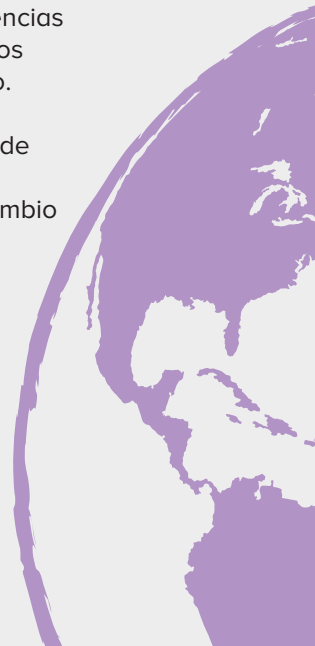 encias
os
o.
de
mbio